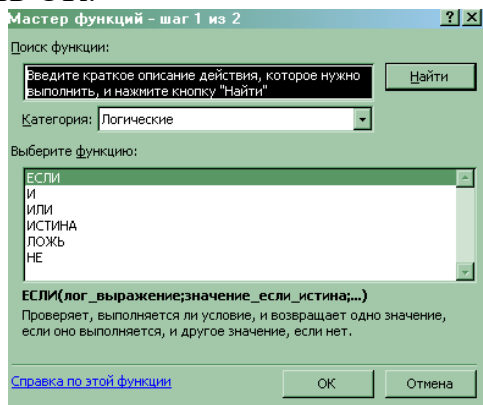 Мастер функций - шаг 1 из 2
Поиск функции:
Введите краткое описание действия, которое нужно
выполнить, и нажмите кнопку "Найти"
Найти
Категория: Логические
Выберите функцию:
ЕСЛИ
И
ИЛИ
ИСТИНА
ЛОЖЬ
НЕ
ЕСЛИ(лог_выражение;значение_если_истина;...)
Проверяет, выполняется ли условие, и возвращает одно значение,
если оно выполняется, и другое значение, если нет.
Справка по этой функции
ОК
Отмена